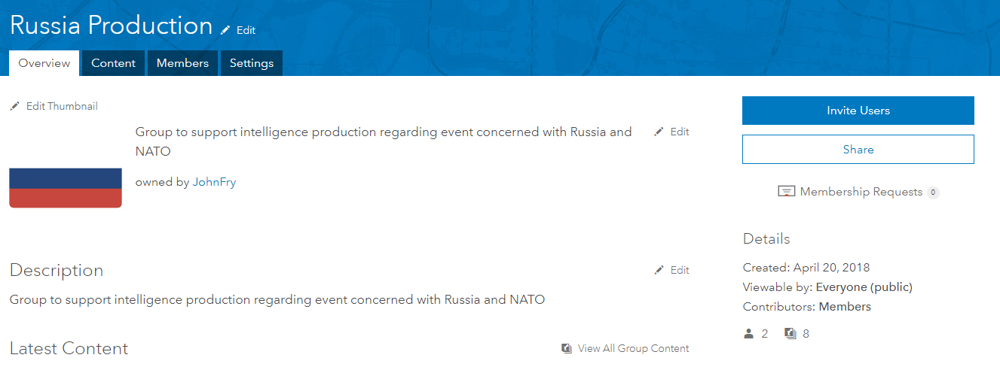 Russia Production Edit
Overview Content Members Settings
Edit Thumbnail
Group to support intelligence production regarding event concerned with Russia and
NATO
Edit
owned by JohnFry
Description
Edit
Group to support intelligence production regarding event concerned with Russia and NATO
Latest Content
View All Group Content
Invite Users
Share
Membership Requests 0
Details
Created: April 20, 2018
Viewable by: Everyone (public)
Contributors: Members
2 8